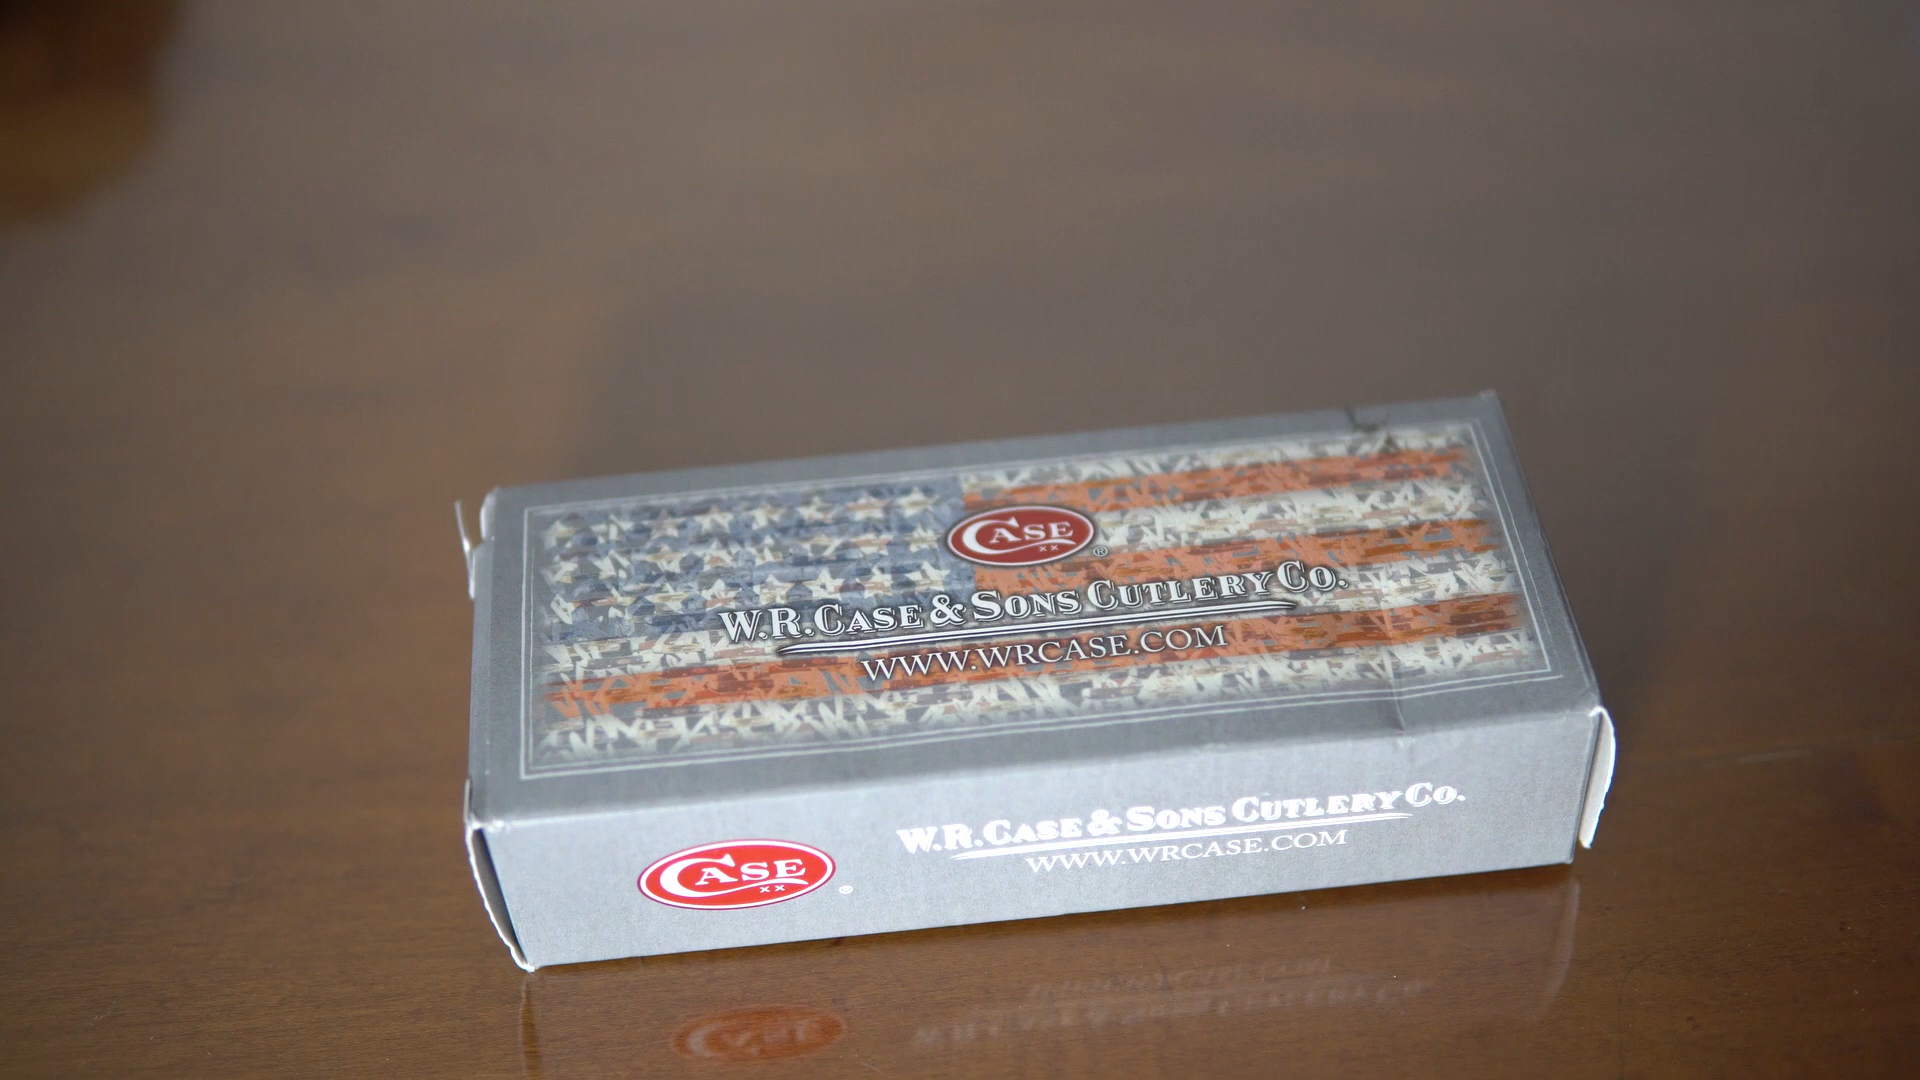 CASE
XX
®
W.R. CASE & SONS CUTLERY CO.
WWW.WRCASE.COM
CASE
XX
®
W.R. CASE & SONS CUTLERY CO.
WWW.WRCASE.COM